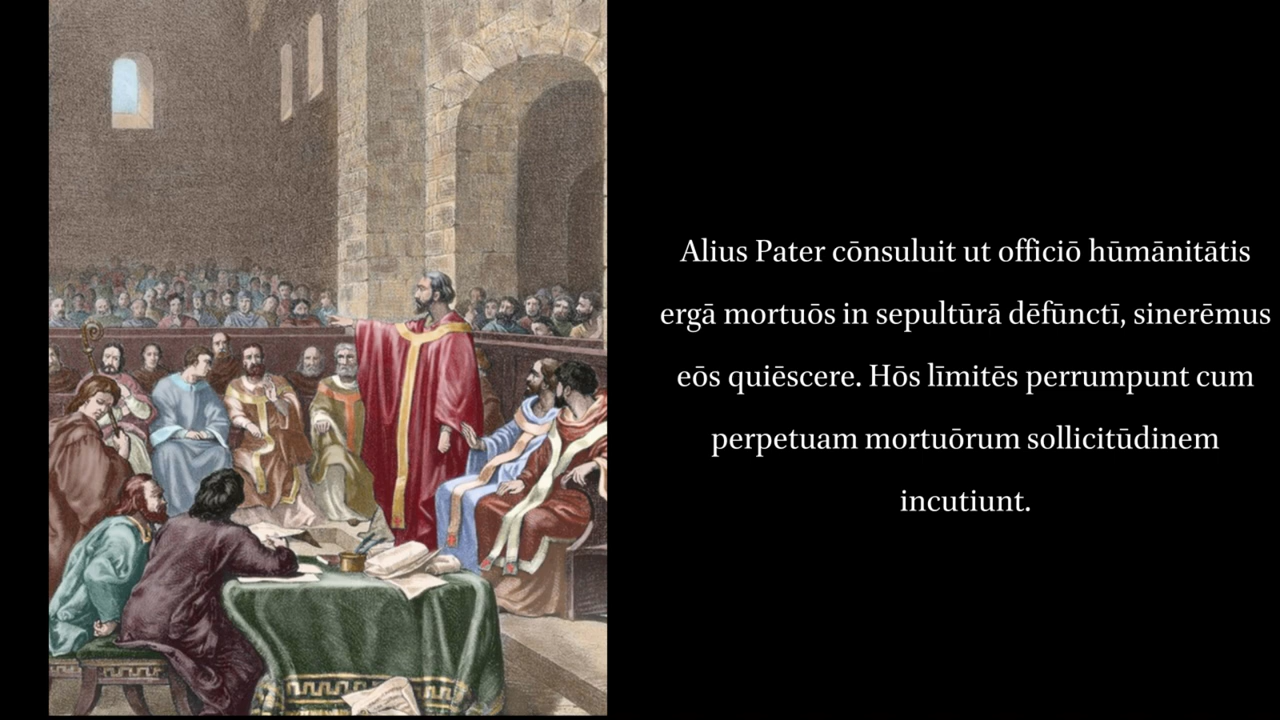 Alius Pater cōnsuluit ut officiō hūmānitātis
ergā mortuōs in sepultūrā dēfūnctī, sinerēmus
eōs quiēscere. Hōs līmitēs perrumpunt cum
perpetuam mortuōrum sollicitūdinem
incutiunt.